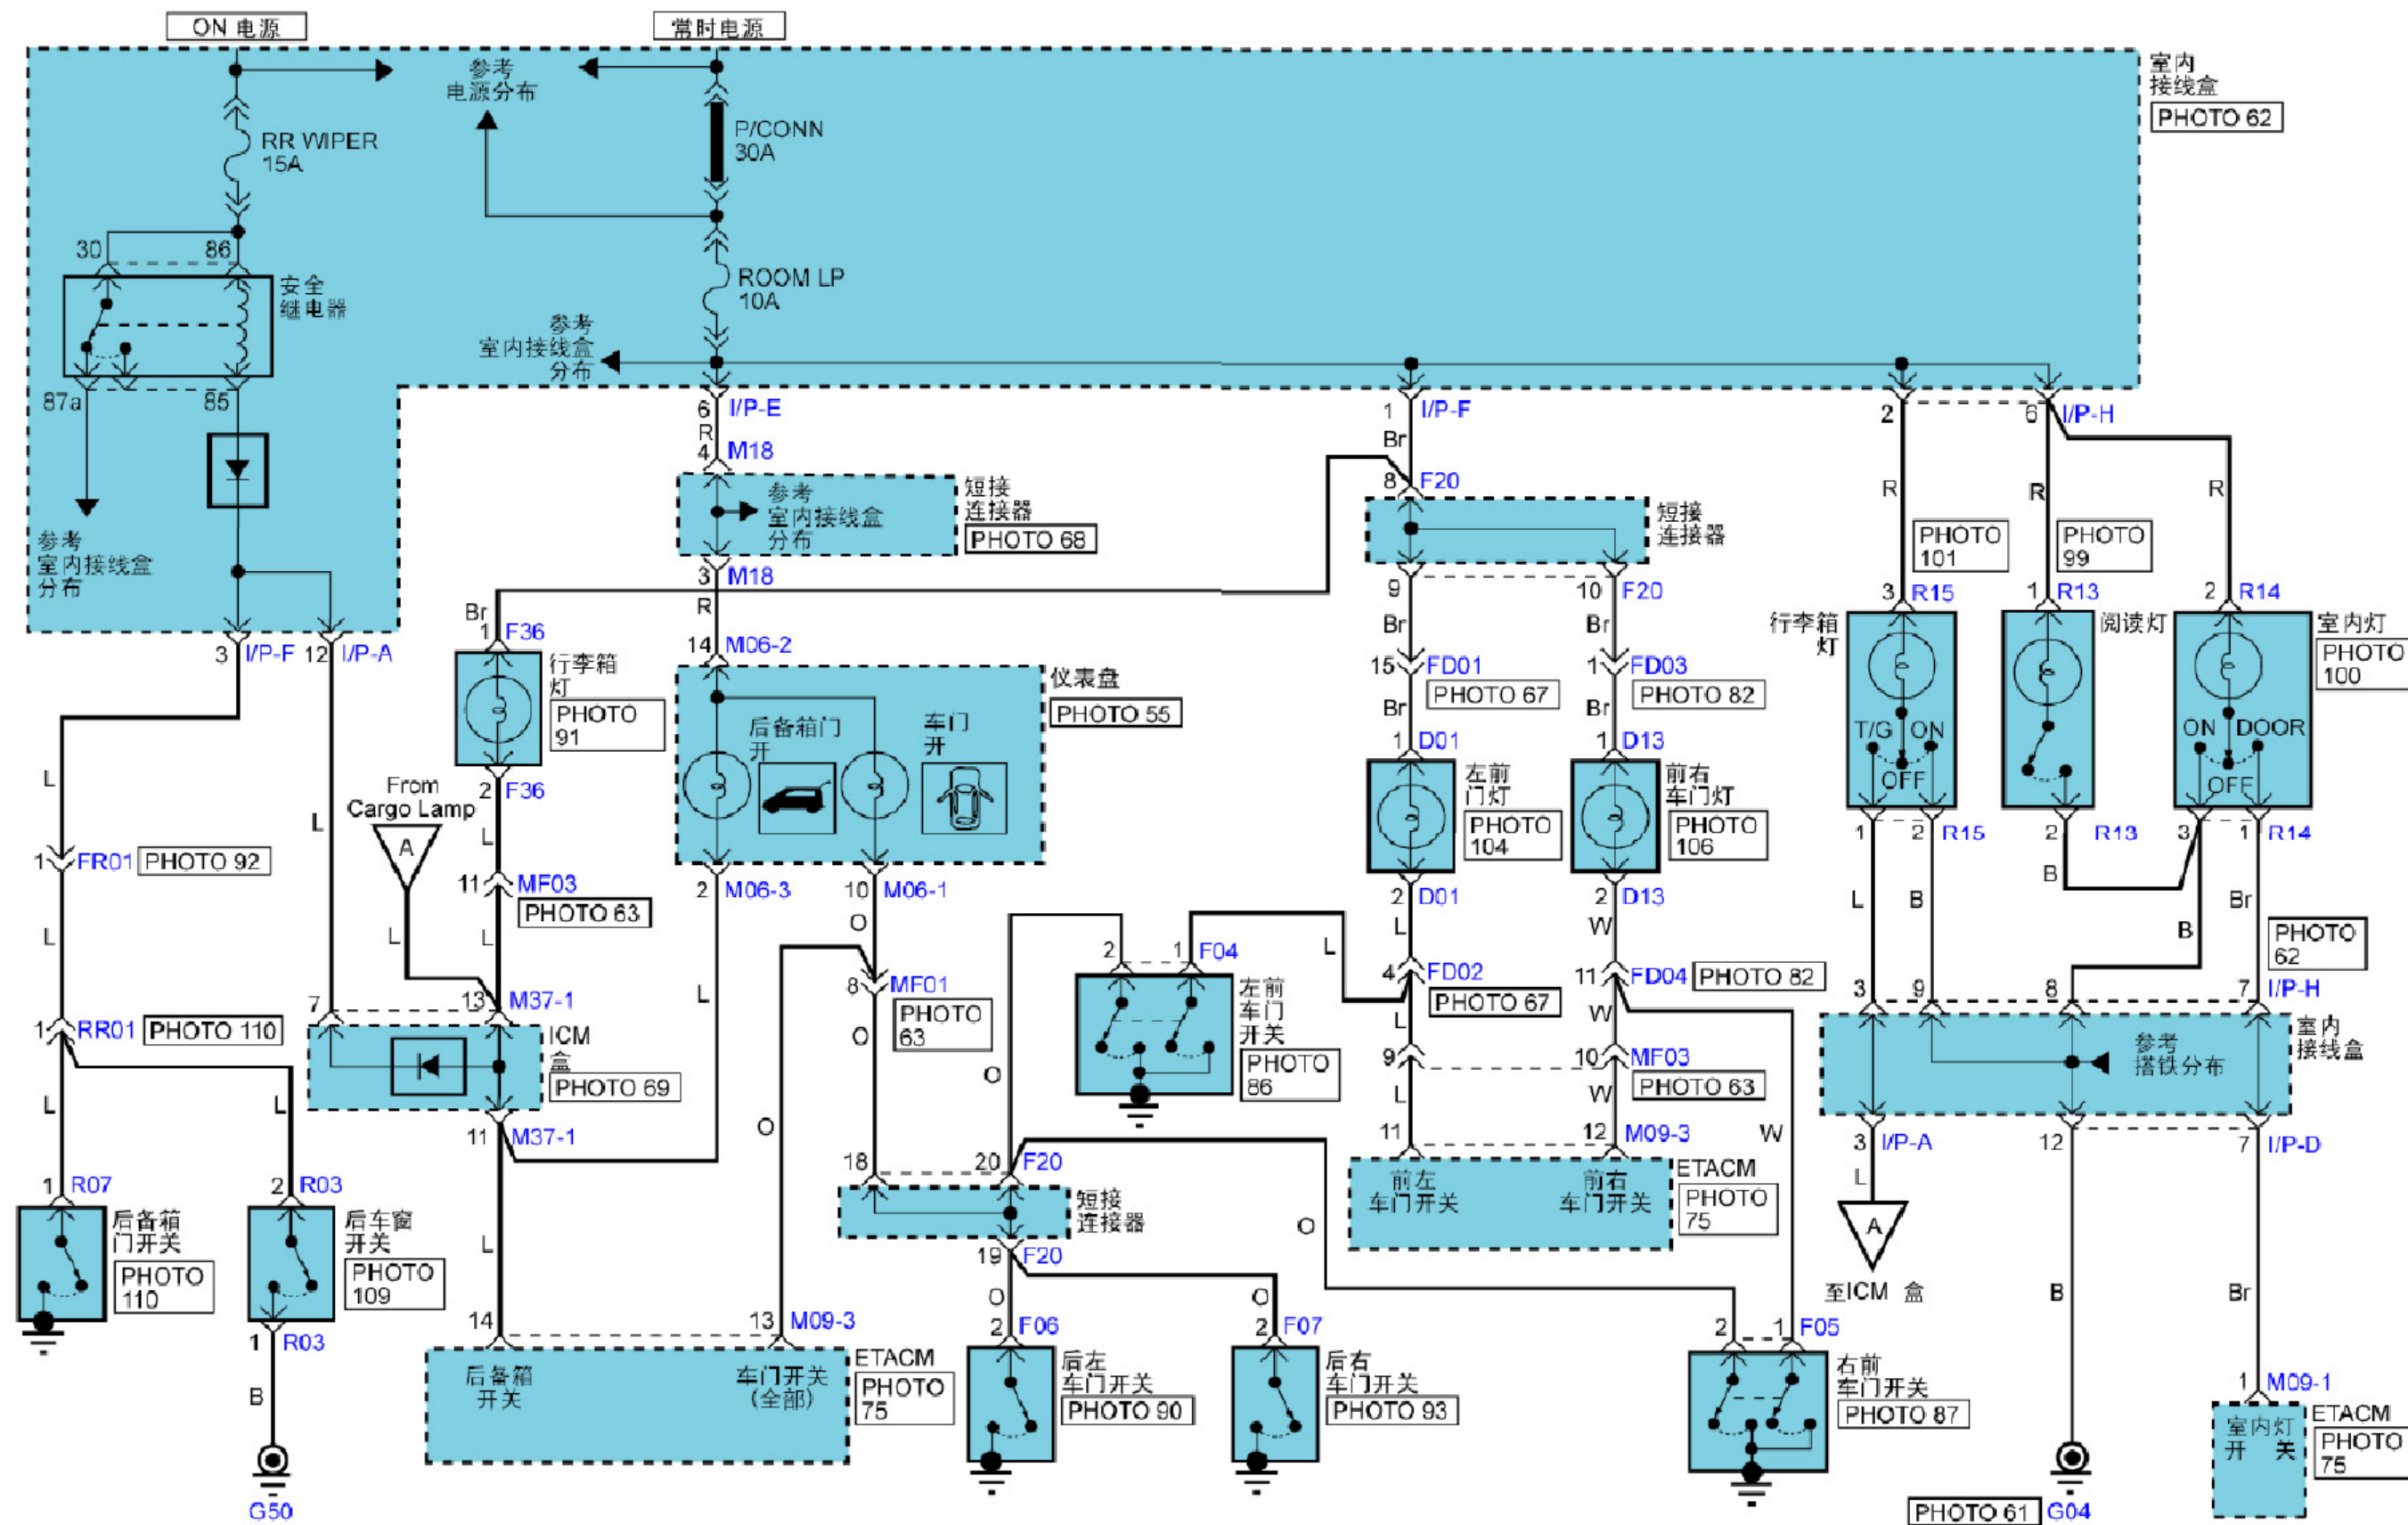 ON 电源
常时电源
参考
电源分布
室内
接线盒
PHOTO 62
RR WIPER
15A
P/CONN
30A
30
86
安全
继电器
ROOM LP
10A
参考
室内接线盒
分布
87a
85
6 I/P-E
R
4 M18
1 I/P-F
Br
8 F20
2
6 I/P-H
参考
室内接线盒
分布
短接
连接器
PHOTO 68
短接
连接器
R
R
R
参考
室内接线盒
分布
3 M18
R
9
10 F20
PHOTO
101
PHOTO
99
Br
1 F36
14 M06-2
Br
Br
3 R15
1 R13
2 R14
3 I/P-F
12 I/P-A
行李箱
灯
PHOTO
91
仪表盘
PHOTO 55
15 FD01
PHOTO 67
1 FD03
PHOTO 82
行李箱
灯
阅读灯
室内灯
PHOTO
100
后备箱门
开
车门
开
Br
Br
T/G
ON
OFF
ON
DOOR
OFF
1 D01
1 D13
L
From
Cargo Lamp
A
2 F36
L
L
左前
门灯
PHOTO
104
前右
车门灯
PHOTO
106
1
2 R15
2 R13
3
1 R14
1 FR01
PHOTO 92
11 MF03
PHOTO 63
2 M06-3
10 M06-1
2 D01
2 D13
B
L
B
Br
L
L
L
O
2
1 F04
L
L
W
B
PHOTO
62
7
13 M37-1
L
8 MF01
PHOTO
63
左前
车门
开关
PHOTO
86
4 FD02
PHOTO 67
11 FD04
PHOTO 82
3
9
8
7 I/P-H
1 RR01
PHOTO 110
ICM
盒
PHOTO 69
O
O
L
W
9
10 MF03
PHOTO 63
室内
接线盒
参考
搭铁分布
L
L
11 M37-1
O
18
20 F20
L
W
11
12 M09-3
W
3 I/P-A
12
7 I/P-D
1 R07
2 R03
短接
连接器
前左
车门开关
前右
车门开关
ETACM
PHOTO
75
L
A
后备箱
门开关
PHOTO
110
后车窗
开关
PHOTO
109
L
19 F20
O
至ICM 盒
B
Br
1 R03
14
13 M09-3
O
2 F06
O
2 F07
2
1 F05
B
后备箱
开关
车门开关
(全部)
ETACM
PHOTO
75
后左
车门开关
PHOTO 90
后右
车门开关
PHOTO 93
右前
车门开关
PHOTO 87
1 M09-1
室内灯
开 关
ETACM
PHOTO
75
G50
PHOTO 61
G04